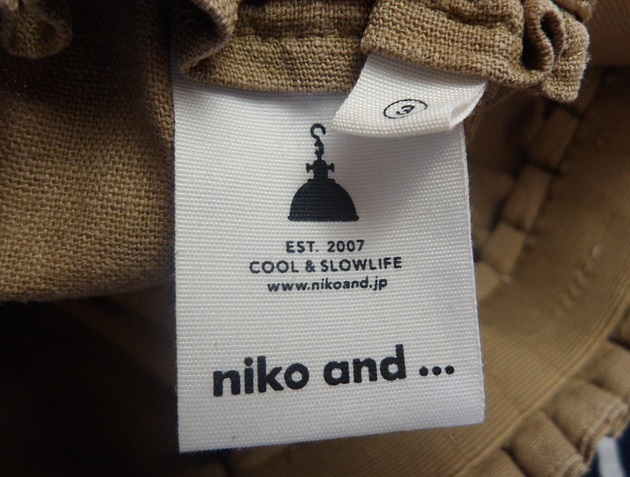 ③
EST. 2007
COOL & SLOWLIFE
www.nikoand.jp
niko and ...